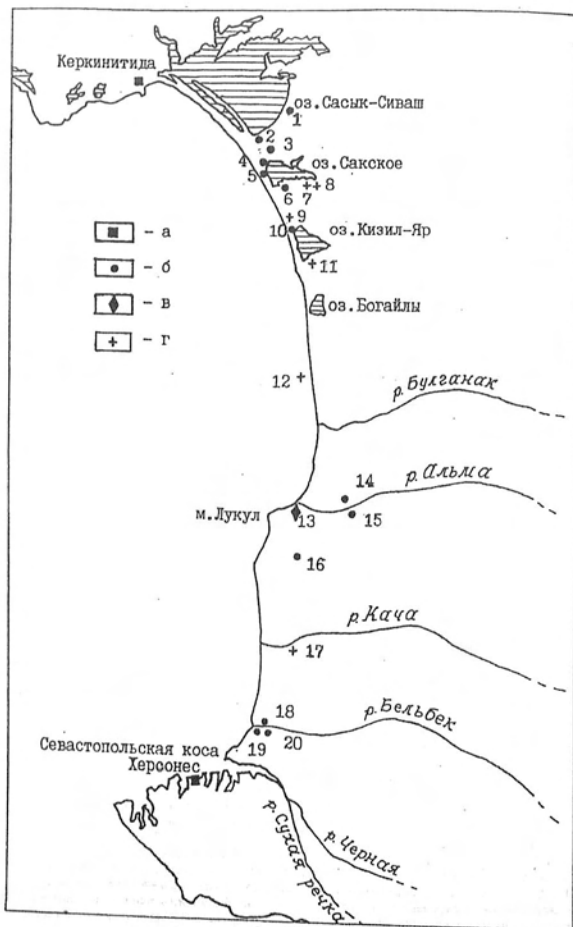 Керкинитида
оз.Сасык-Сиваш
1
2
3
4
оз.Сакское
5
6
7
8
9
10
оз.Кизил-Яр
11
- а
- б
- в
- г
оз.Богайлы
12
р.Булганак
14
р.Альма
м.Лукул
13
15
16
р.Кача
17
18
р.Бельбек
Севастопольская коса
19
20
Херсонес
р.Сухая речка
р.Черная